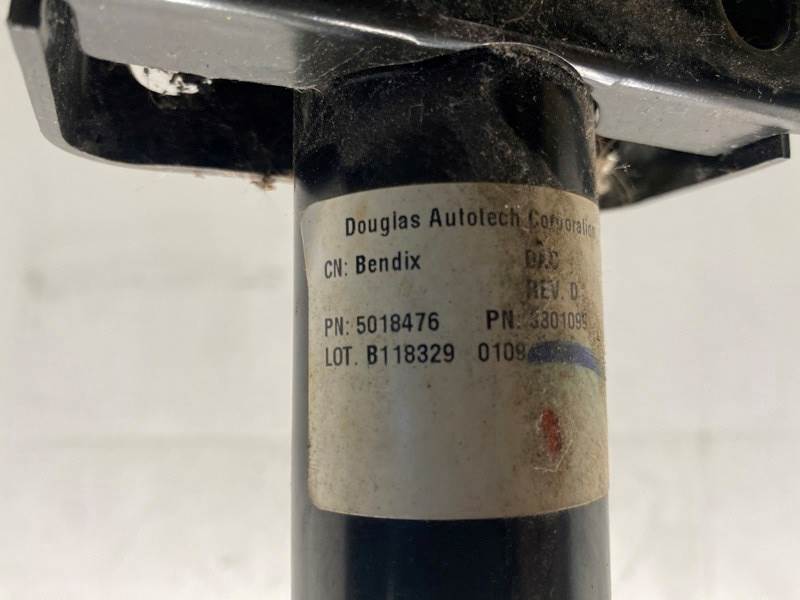 Douglas Autotech Corporation
CN: Bendix DAC
REV. D
PN: 5018476 PN: 3301099
LOT. B118329 0109